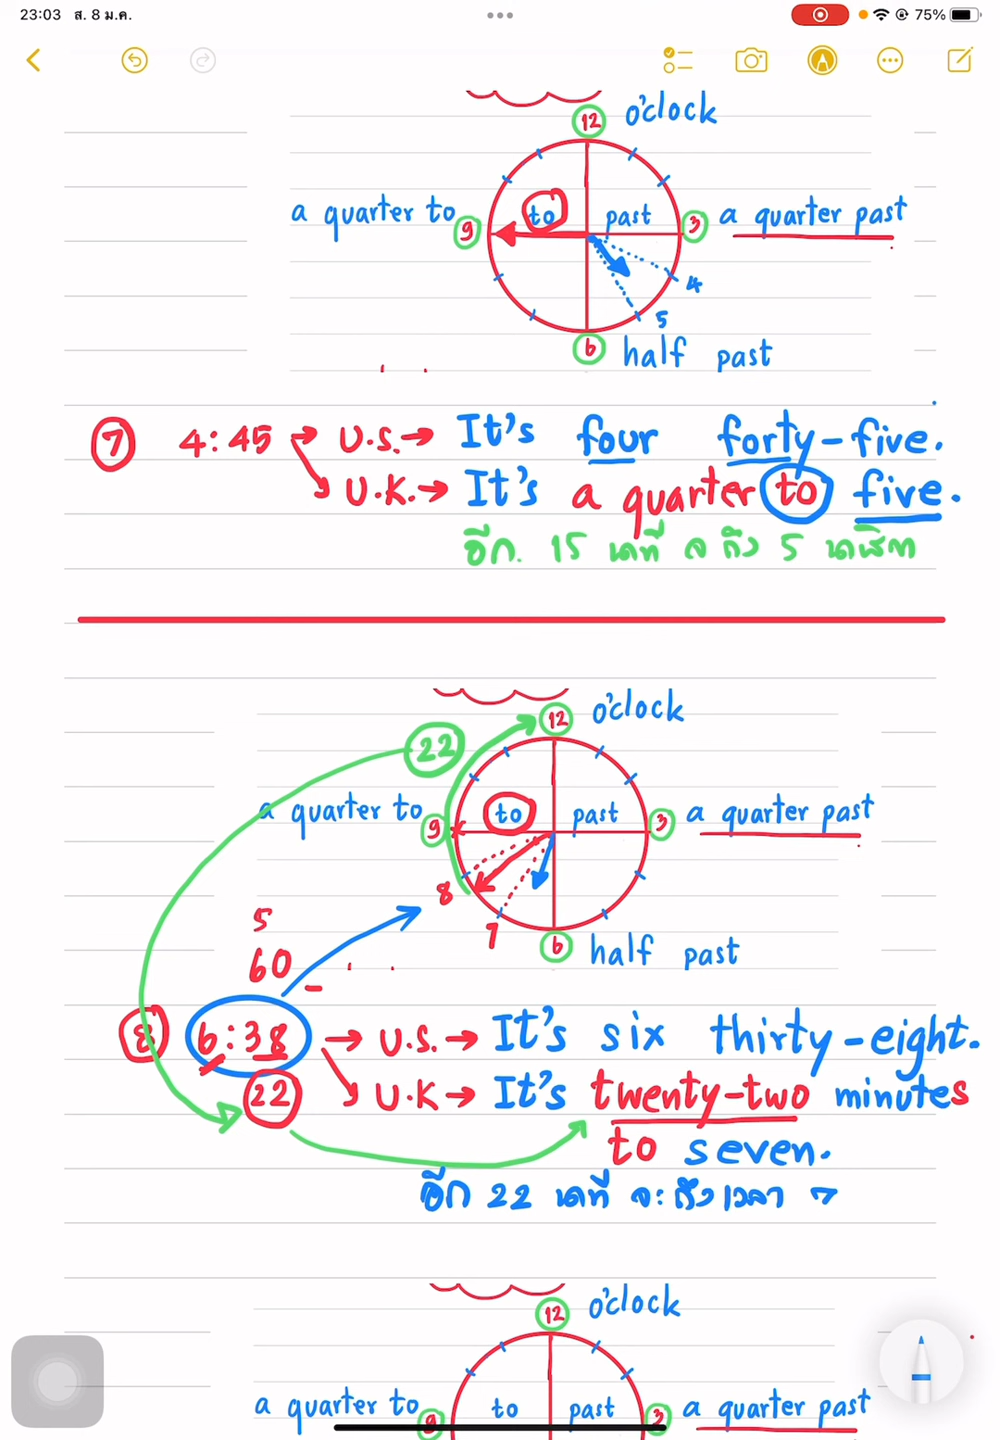 23:03 ส. 8 ม.ค.
75%
12 o'clock
a quarter to 9 to past 3 a quarter past
4
5
6 half past
7 4:45 → U.S. → It's four forty-five.
U.K. → It's a quarter to five.
อีก 15 นาที จะ ถึง 5 นาฬิกา
12 o'clock
22
a quarter to 9 to past 3 a quarter past
8
7
6 half past
5
60 -
8 6:38 → U.S. → It's six thirty-eight.
22 U.K → It's twenty-two minutes
to seven.
อีก 22 นาที จะ ถึง เวลา 7
12 o'clock
a quarter to 9 to past 3 a quarter past